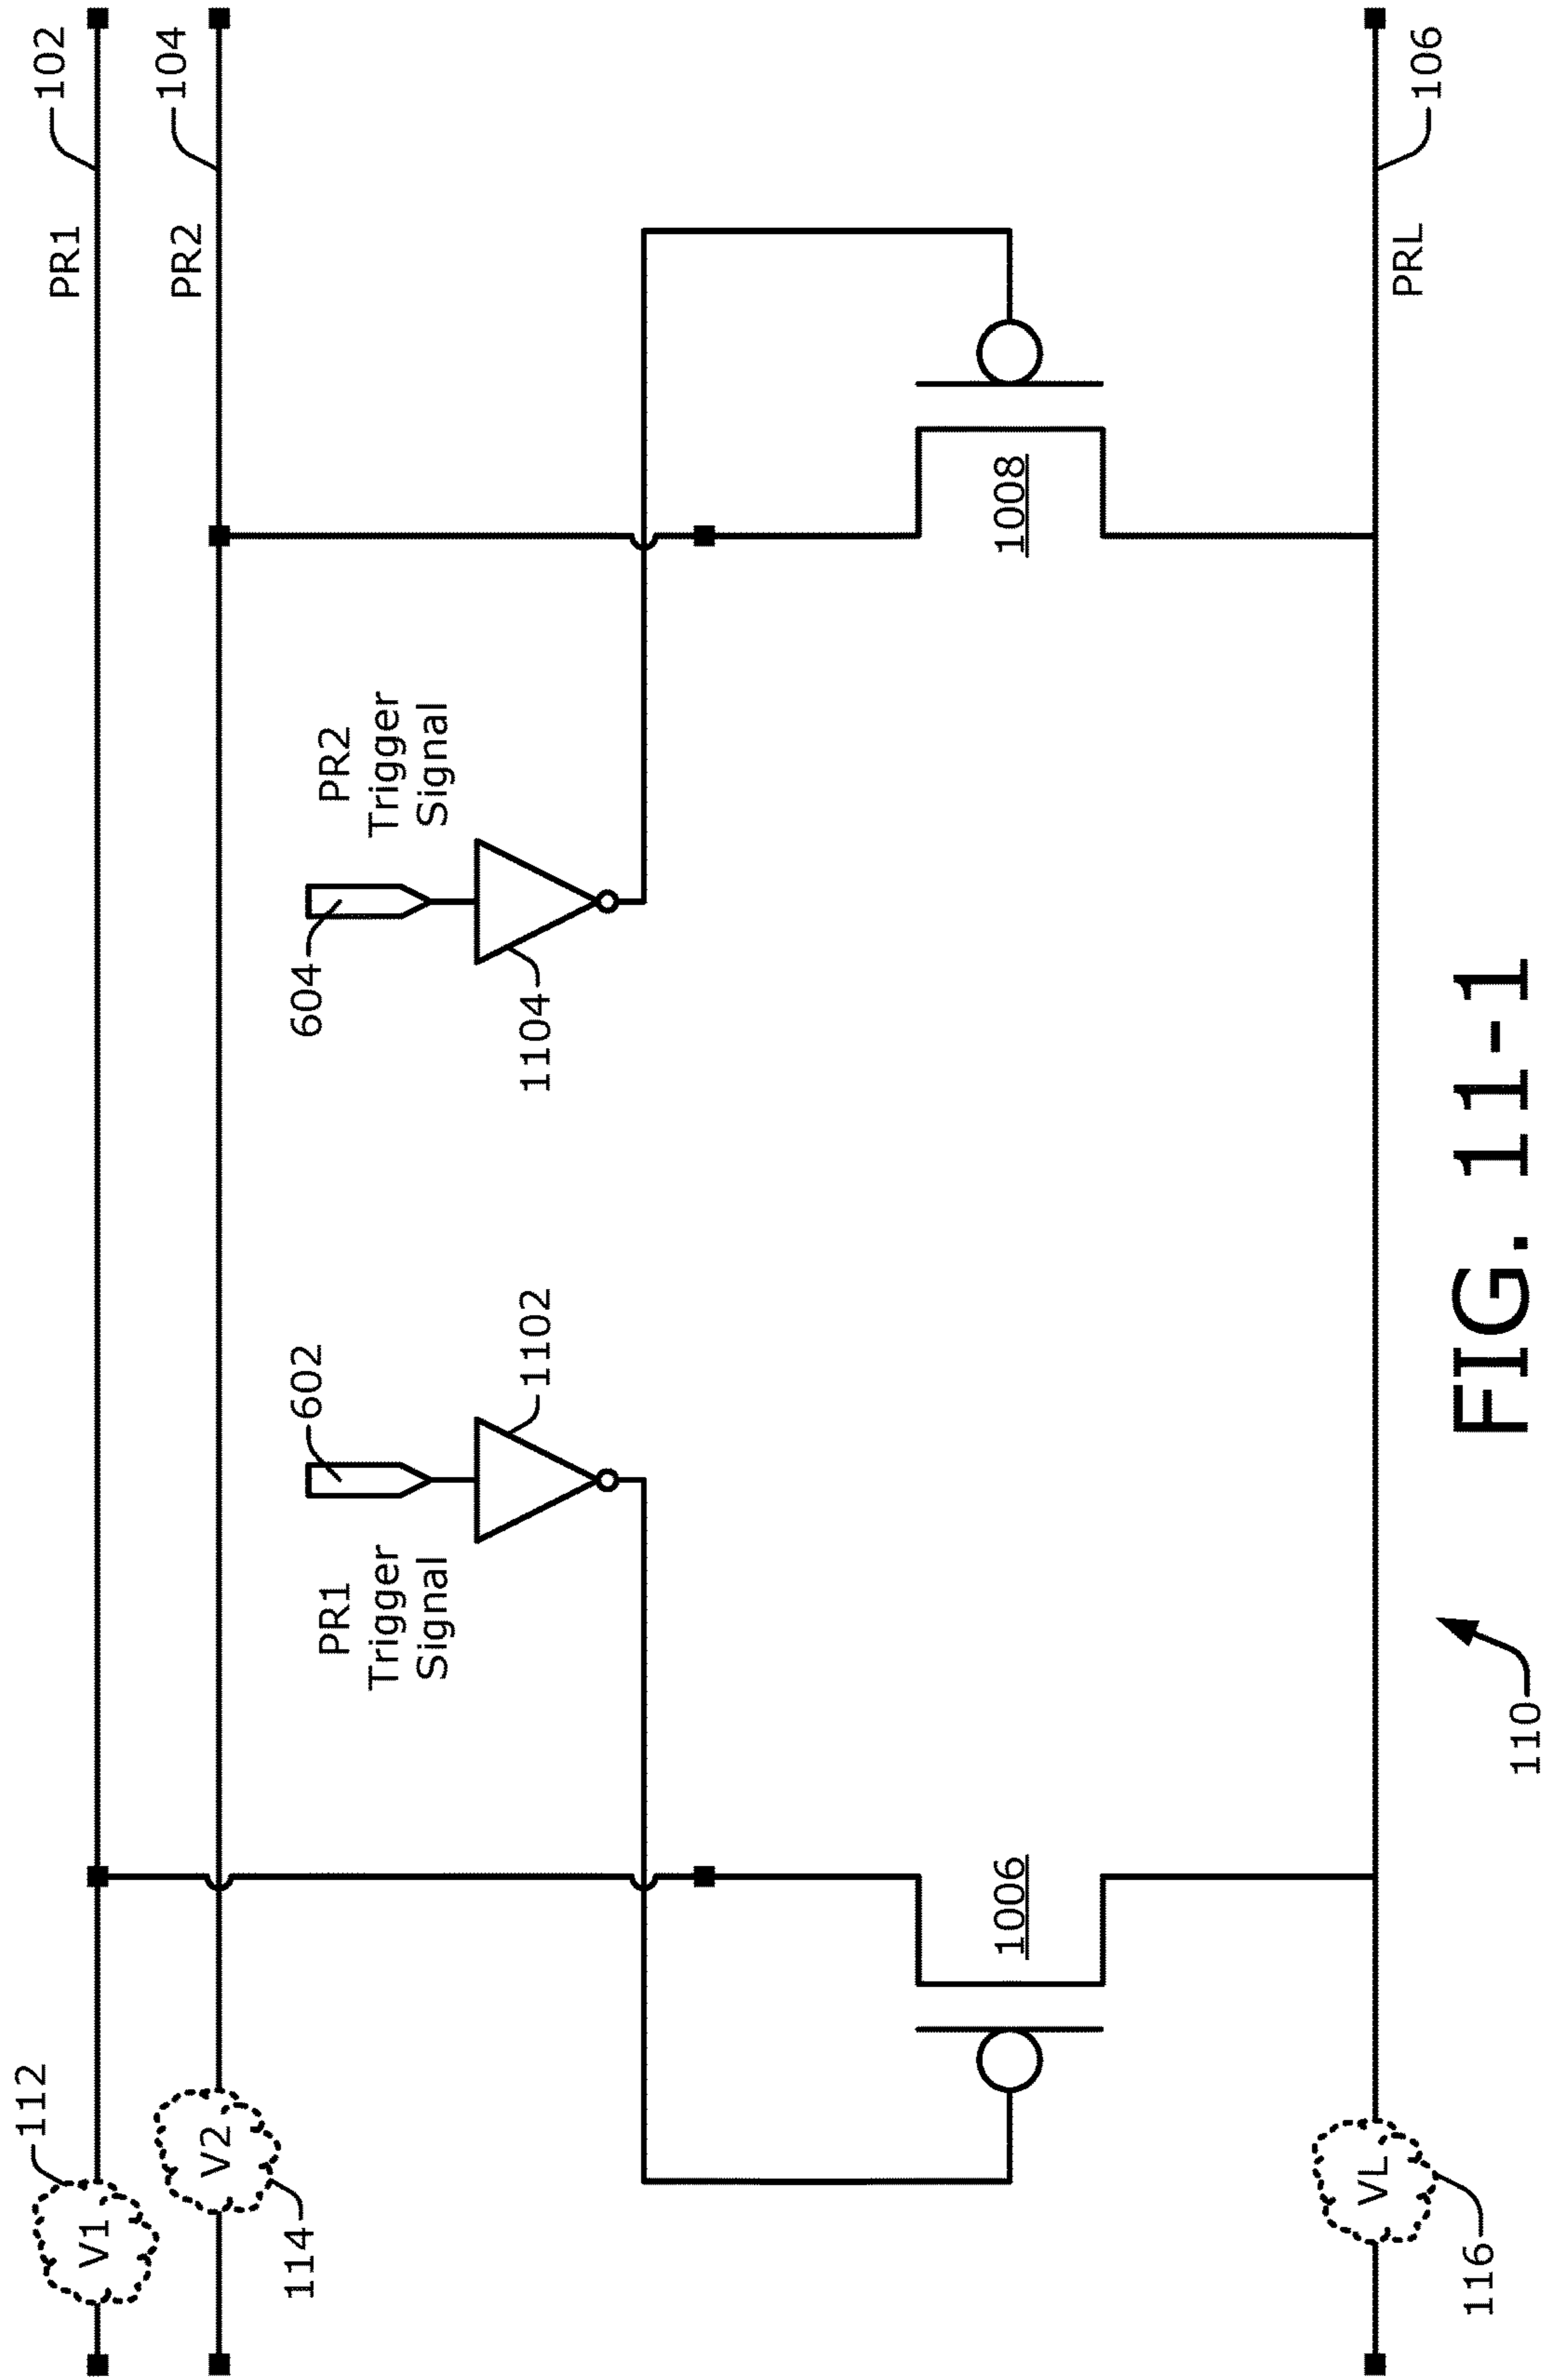 112
V1
PR1
102
V2
114
PR2
104
PR1
Trigger
Signal
602
1102
604
1104
PR2
Trigger
Signal
1006
1008
VL
116
PRL
106
110
FIG. 11-1